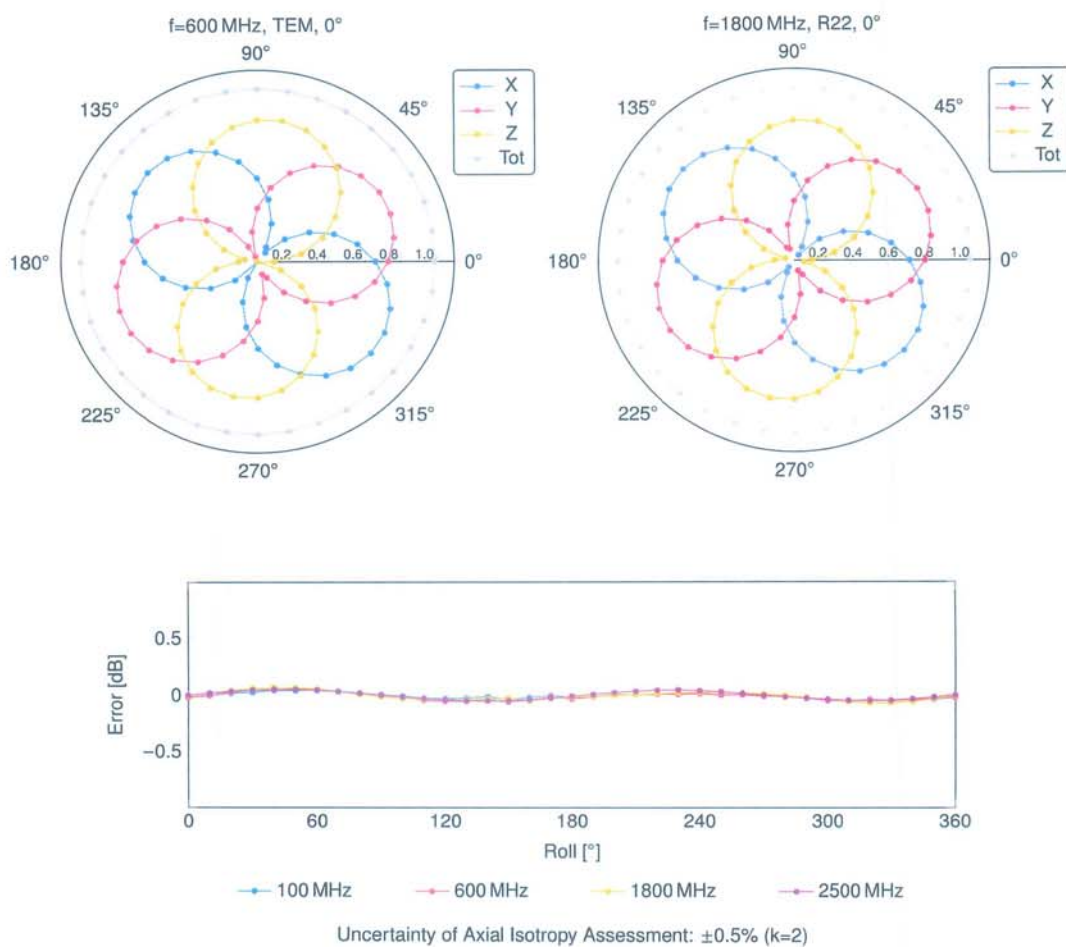 f=600 MHz, TEM, 0°
90°
135°
45°
X
Y
Z
Tot
180°
0.2 0.4 0.6 0.8 1.0
0°
225°
315°
270°
f=1800 MHz, R22, 0°
90°
135°
45°
X
Y
Z
Tot
180°
0.2 0.4 0.6 0.8 1.0
0°
225°
315°
270°
Error [dB]
0.5
0
−0.5
0 60 120 180 240 300 360
Roll [°]
100 MHz 600 MHz 1800 MHz 2500 MHz
Uncertainty of Axial Isotropy Assessment: ±0.5% (k=2)